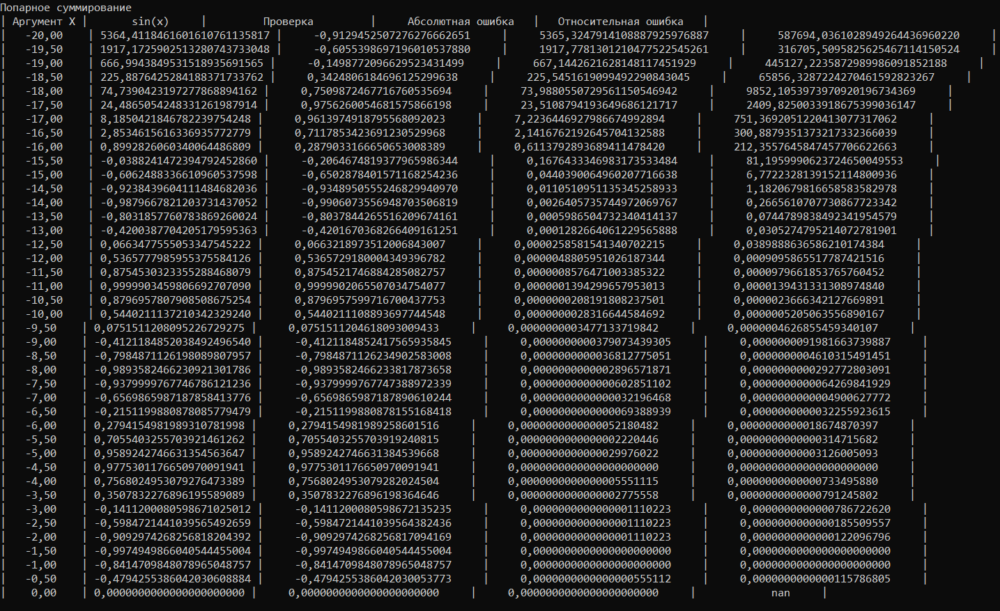 Попарное суммирование
| Аргумент X | sin(x) | Проверка | Абсолютная ошибка | Относительная ошибка |
| -20,00 | 5364,4118461601610761135817 | -0,9129452507276276662651 | 5365,3247914108887925976887 | 587694,0361028949264436960220 |
| -19,50 | 1917,1725902513280743733048 | -0,6055398697196010537880 | 1917,7781301210477522545261 | 316705,5095825625467114150524 |
| -19,00 | 666,9943849531518935691565 | -0,1498772096629523431499 | 667,1442621628148117451929 | 445127,2235872989986091852188 |
| -18,50 | 225,8876425284188371733762 | 0,3424806184696125299638 | 225,5451619099492290843045 | 65856,3287224270461592823267 |
| -18,00 | 74,7390423197277868894162 | 0,7509872467716760535694 | 73,9880550729561150546942 | 9852,1053973970920196734369 |
| -17,50 | 24,4865054248331261987914 | 0,9756260054681575866198 | 23,5108794193649686121717 | 2409,8250033918675399036147 |
| -17,00 | 8,1850421846782239754248 | 0,9613974918795568092023 | 7,2236446927986674992894 | 751,3692051220413077317062 |
| -16,50 | 2,8534615616336935772779 | 0,7117853423691230529968 | 2,1416762192645704132588 | 300,8879351373217332366039 |
| -16,00 | 0,8992826060340064486809 | 0,2879033166650653008389 | 0,6113792893689411478420 | 212,3557645847457706622663 |
| -15,50 | -0,0388241472394792452860 | -0,2064674819377965986344 | 0,1676433346983173533484 | 81,1959990623724650049553 |
| -15,00 | -0,6062488336610960537598 | -0,6502878401571168254236 | 0,0440390064960207716638 | 6,7722328139152114800936 |
| -14,50 | -0,9238439604111484682036 | -0,9348950555246829940970 | 0,0110510951135345258933 | 1,1820679816658583582978 |
| -14,00 | -0,9879667821203731437052 | -0,9906073556948703506819 | 0,0026405735744972069767 | 0,2665610707730867723342 |
| -13,50 | -0,8031857760783869260024 | -0,8037844265516209674161 | 0,0005986504732340414137 | 0,0744789838492341954579 |
| -13,00 | -0,4200387704205179595363 | -0,4201670368266409161251 | 0,0001282664061229565888 | 0,0305274795214072781901 |
| -12,50 | 0,0663477555053347545222 | 0,0663218973512006843007 | 0,0000258581541340702215 | 0,0389888636586210174384 |
| -12,00 | 0,5365777985955375584126 | 0,5365729180004349396782 | 0,0000048805951026187344 | 0,0009095865517787421516 |
| -11,50 | 0,8754530323355288468079 | 0,8754521746884285082757 | 0,0000008576471003385322 | 0,0000979661853765760452 |
| -11,00 | 0,9999903459806692707090 | 0,9999902065507034754077 | 0,0000001394299657953013 | 0,0000139431331308974840 |
| -10,50 | 0,8796957807908508675254 | 0,8796957599716700437753 | 0,0000000208191808237501 | 0,0000023666342127669891 |
| -10,00 | 0,5440211137210342329240 | 0,5440211108893697744548 | 0,0000000028316644584692 | 0,0000005205063556890167 |
| -9,50 | 0,0751511208095226729275 | 0,0751511204618093009433 | 0,0000000003477133719842 | 0,0000004626855459340107 |
| -9,00 | -0,4121184852038492496540 | -0,4121184852417565935845 | 0,0000000000379073439305 | 0,0000000091981663739887 |
| -8,50 | -0,7984871126198089807957 | -0,7984871126234902583008 | 0,0000000000036812775051 | 0,0000000004610315491451 |
| -8,00 | -0,9893582466230921301786 | -0,9893582466233817873658 | 0,0000000000002896571871 | 0,0000000000292772803091 |
| -7,50 | -0,9379999767746786121236 | -0,9379999767747388972339 | 0,0000000000000602851102 | 0,0000000000064269841929 |
| -7,00 | -0,6569865987187858413776 | -0,6569865987187890610244 | 0,0000000000000032196468 | 0,0000000000004900627772 |
| -6,50 | -0,2151199880878085779479 | -0,2151199880878155168418 | 0,0000000000000069388939 | 0,0000000000032255923615 |
| -6,00 | 0,2794154981989310781998 | 0,2794154981989258601516 | 0,0000000000000052180482 | 0,0000000000018674870397 |
| -5,50 | 0,7055403255703921461262 | 0,7055403255703919240815 | 0,0000000000000002220446 | 0,0000000000000314715682 |
| -5,00 | 0,9589242746631354563647 | 0,9589242746631384539668 | 0,0000000000000029976022 | 0,0000000000003126005093 |
| -4,50 | 0,9775301176650970091941 | 0,9775301176650970091941 | 0,0000000000000000000000 | 0,0000000000000000000000 |
| -4,00 | 0,7568024953079276473389 | 0,7568024953079282024504 | 0,0000000000000005551115 | 0,0000000000000733495880 |
| -3,50 | 0,3507832276896195589089 | 0,3507832276896198364646 | 0,0000000000000002775558 | 0,0000000000000791245802 |
| -3,00 | -0,1411200080598671025012 | -0,1411200080598672135235 | 0,0000000000000001110223 | 0,0000000000000786722620 |
| -2,50 | -0,5984721441039565492659 | -0,5984721441039564382436 | 0,0000000000000001110223 | 0,0000000000000185509557 |
| -2,00 | -0,9092974268256818204392 | -0,9092974268256817094169 | 0,0000000000000001110223 | 0,0000000000000122096796 |
| -1,50 | -0,9974949866040544455004 | -0,9974949866040544455004 | 0,0000000000000000000000 | 0,0000000000000000000000 |
| -1,00 | -0,8414709848078965048757 | -0,8414709848078965048757 | 0,0000000000000000000000 | 0,0000000000000000000000 |
| -0,50 | -0,4794255386042030608884 | -0,4794255386042030053773 | 0,0000000000000000555112 | 0,0000000000000115786805 |
| 0,00 | 0,0000000000000000000000 | 0,0000000000000000000000 | 0,0000000000000000000000 | nan |